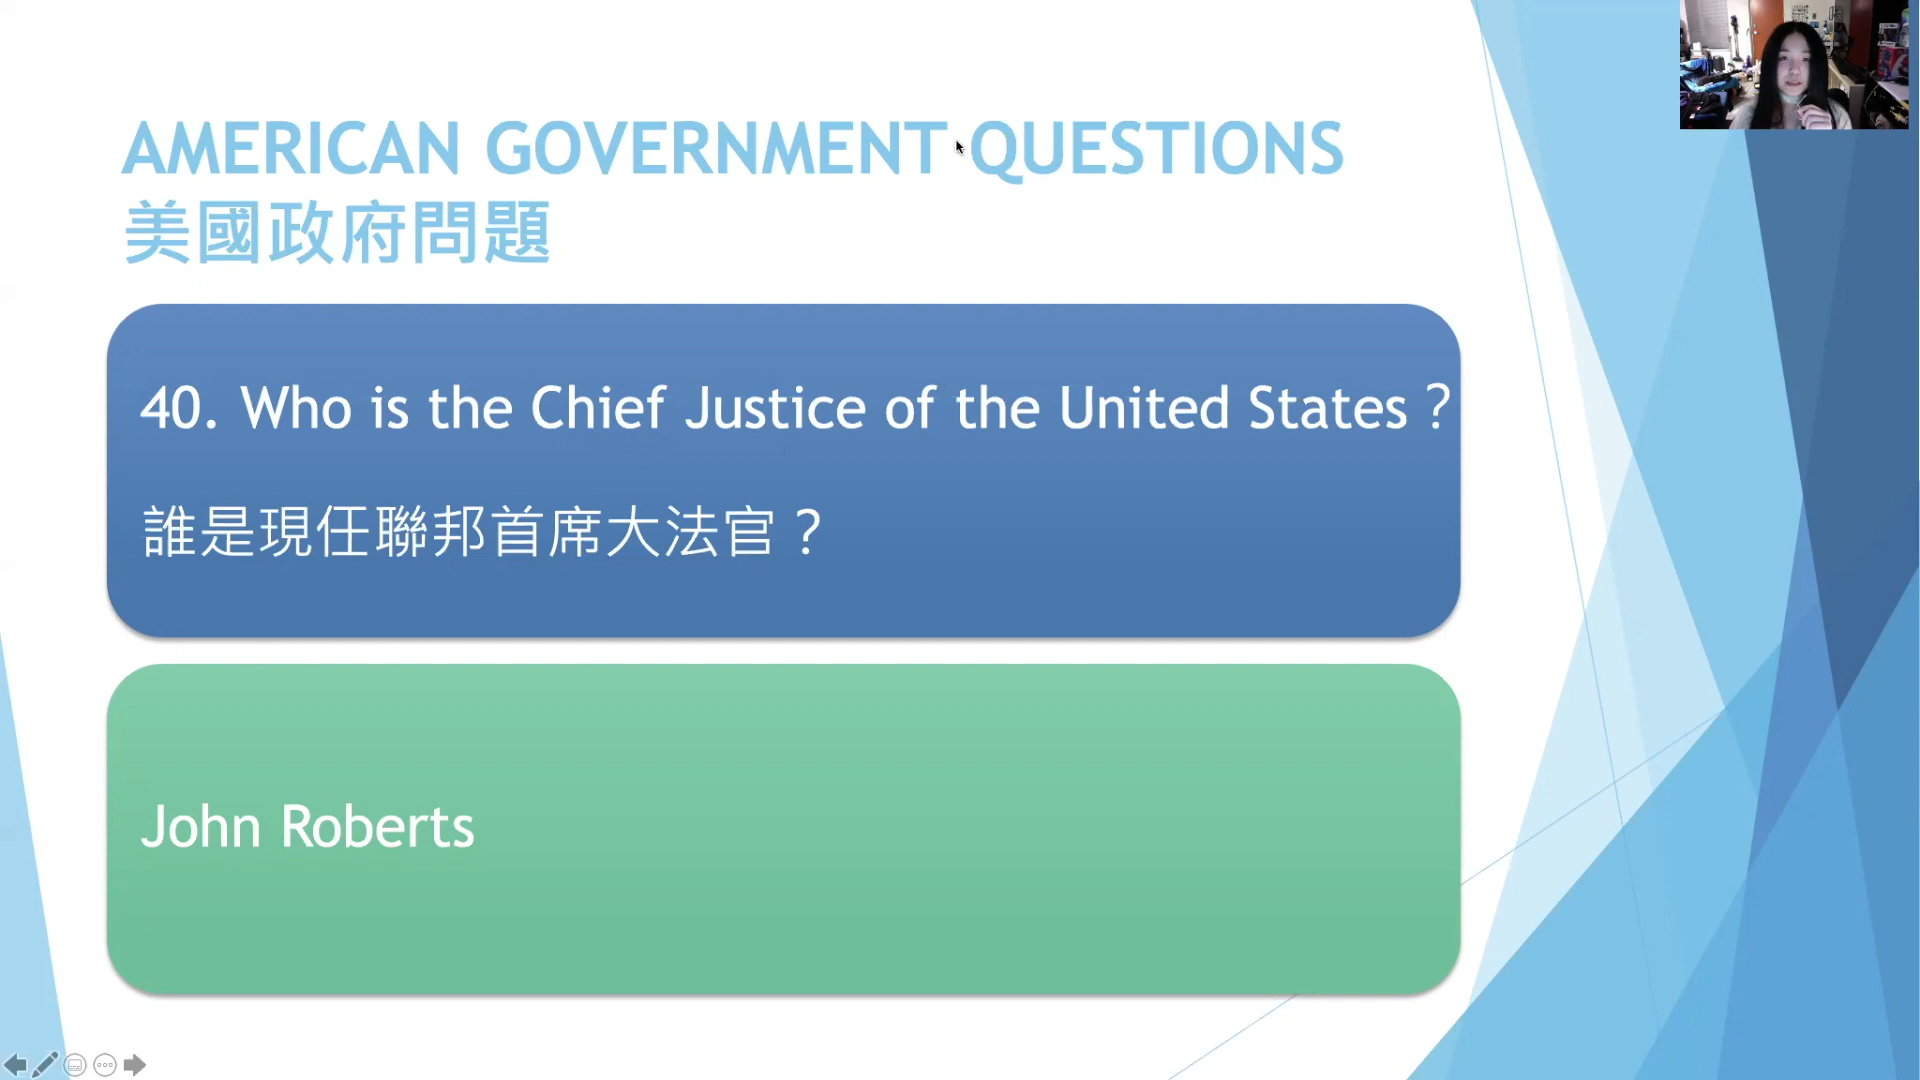 AMERICAN GOVERNMENT QUESTIONS
美國政府問題
40. Who is the Chief Justice of the United States？
誰是現任聯邦首席大法官？
John Roberts